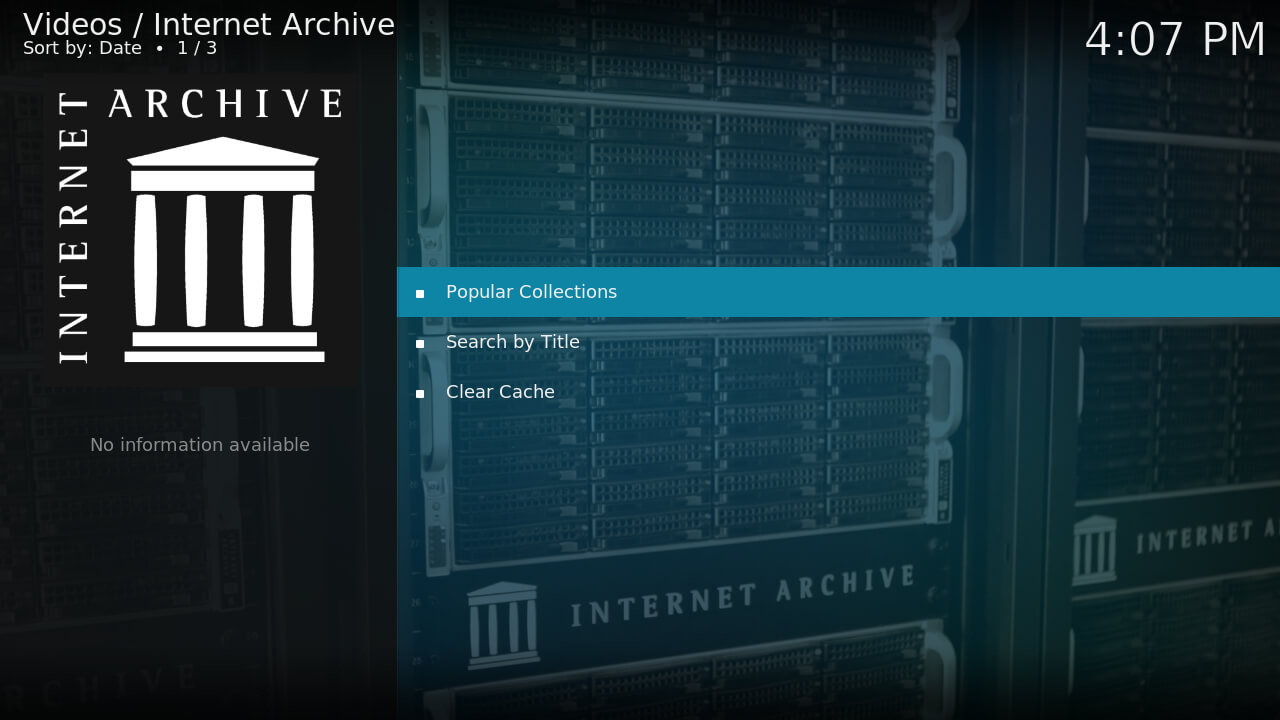 Videos / Internet Archive
Sort by: Date • 1 / 3
4:07 PM
ARCHIVE
INTERNET
Popular Collections
Search by Title
Clear Cache
No information available
INTERNET A
INTERNET ARCHIVE
RCHIVE